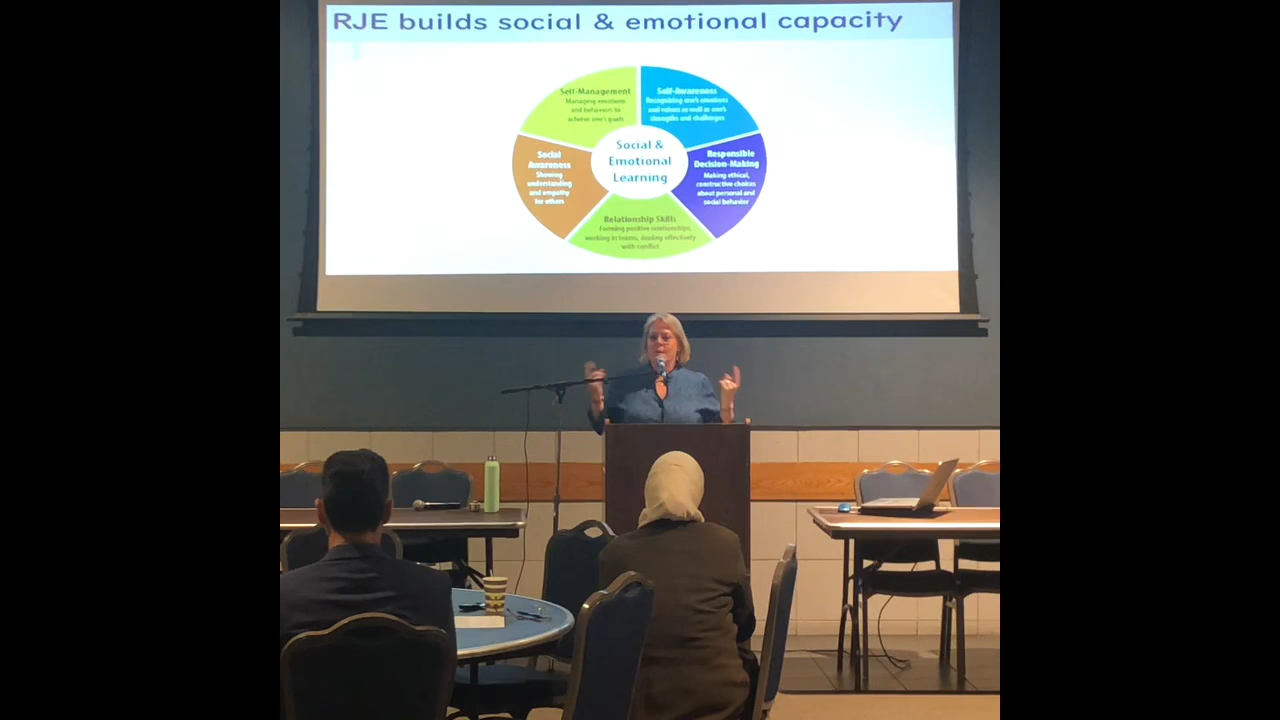 RJE builds social & emotional capacity
Self-Management
Managing emotions
and behaviors to
achieve one's goals
Self-Awareness
Recognizing one's emotions
and values as well as one's
strengths and challenges
Social
Awareness
Showing
understanding
and empathy
for others
Social &
Emotional
Learning
Responsible
Decision-Making
Making ethical,
constructive choices
about personal and
social behavior
Relationship Skills
Forming positive relationships,
working in teams, dealing effectively
with conflict